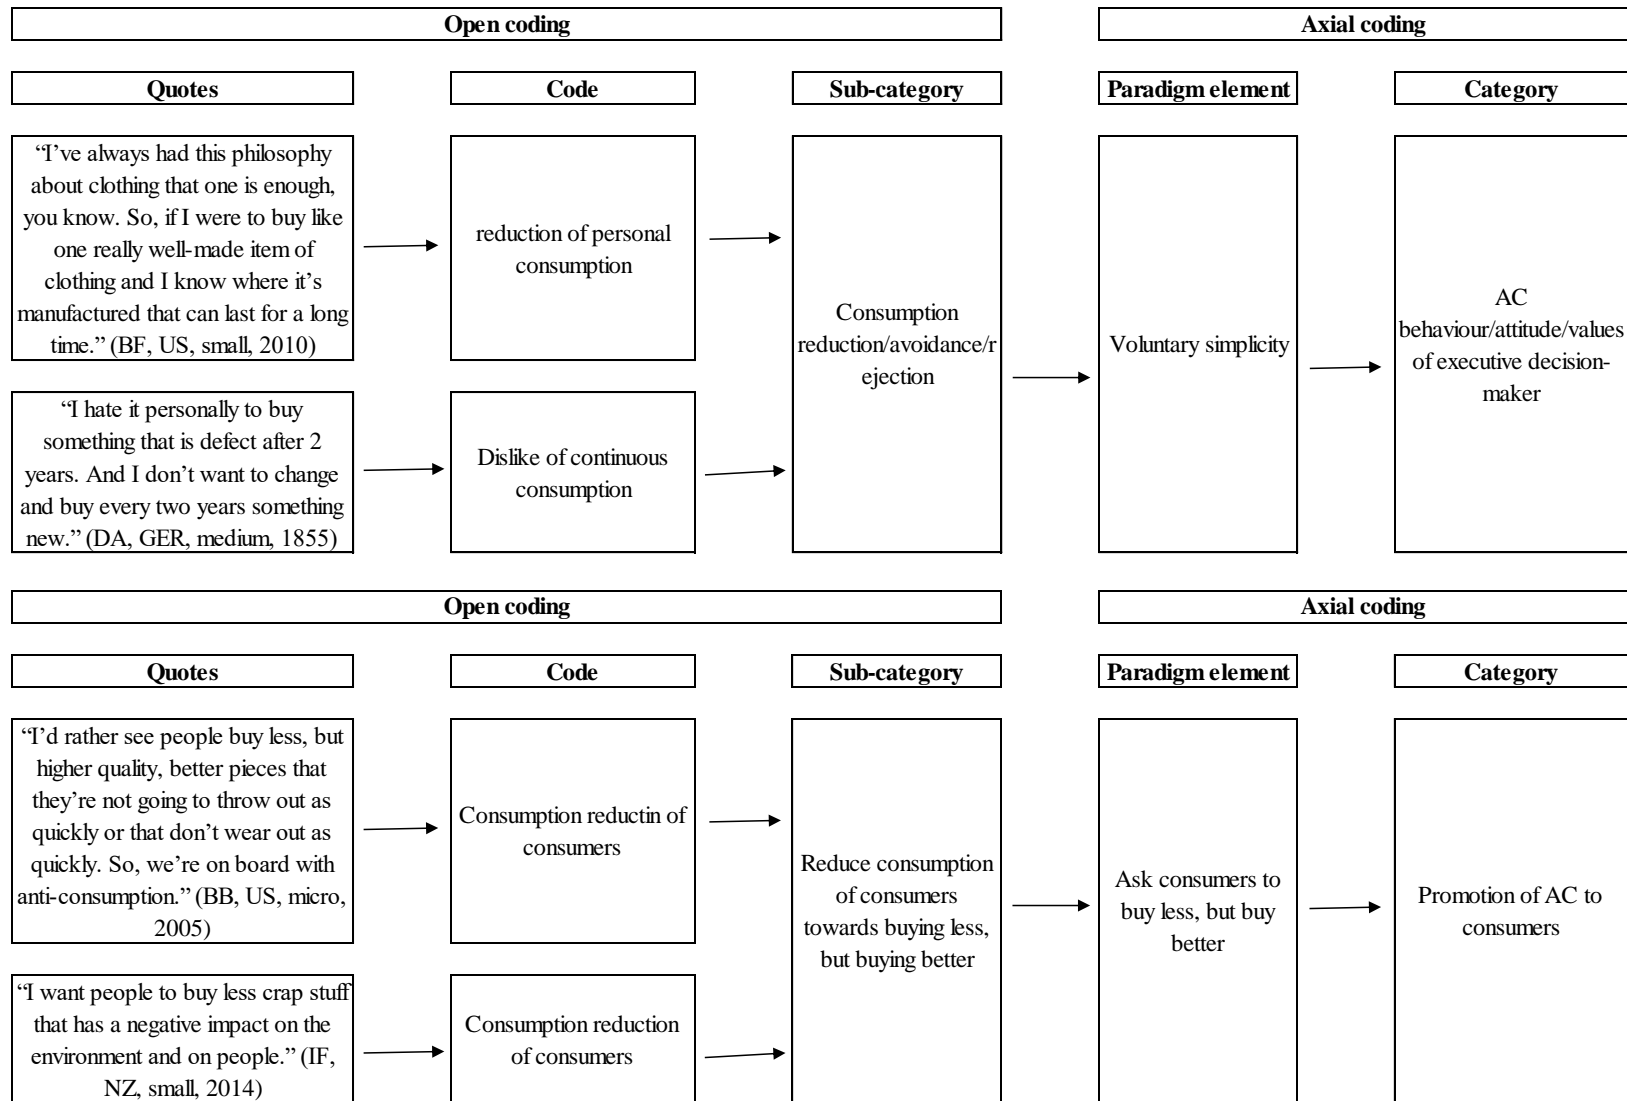 Open coding
Axial coding
Quotes
Code
Sub-category
Paradigm element
Category
“I’ve always had this philosophy
about clothing that one is enough,
you know. So, if I were to buy like
one really well-made item of
clothing and I know where it’s
manufactured that can last for a long
time.” (BF, US, small, 2010)
reduction of personal
consumption
“I hate it personally to buy
something that is defect after 2
years. And I don’t want to change
and buy every two years something
new.” (DA, GER, medium, 1855)
Dislike of continuous
consumption
Consumption
reduction/avoidance/r
ejection
Voluntary simplicity
AC
behaviour/attitude/values
of executive decision-
maker
Open coding
Axial coding
Quotes
Code
Sub-category
Paradigm element
Category
“I’d rather see people buy less, but
higher quality, better pieces that
they’re not going to throw out as
quickly or that don’t wear out as
quickly. So, we’re on board with
anti-consumption.” (BB, US, micro,
2005)
Consumption reductin of
consumers
“I want people to buy less crap stuff
that has a negative impact on the
environment and on people.” (IF,
NZ, small, 2014)
Consumption reduction
of consumers
Reduce consumption
of consumers
towards buying less,
but buying better
Ask consumers to
buy less, but buy
better
Promotion of AC to
consumers